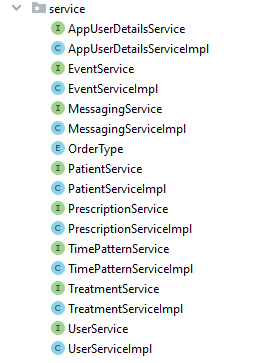 service
I AppUserDetailsService
C AppUserDetailsServiceImpl
I EventService
C EventServiceImpl
I MessagingService
C MessagingServiceImpl
E OrderType
I PatientService
C PatientServiceImpl
I PrescriptionService
C PrescriptionServiceImpl
I TimePatternService
C TimePatternServiceImpl
I TreatmentService
C TreatmentServiceImpl
I UserService
C UserServiceImpl